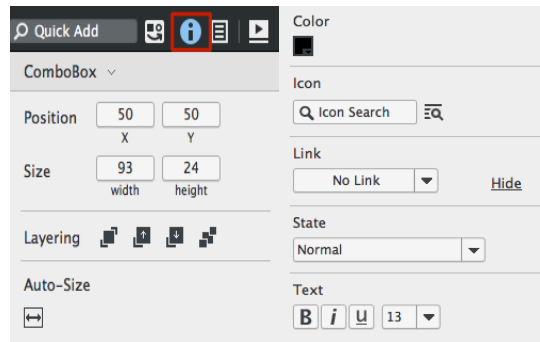 Quick Add
ComboBox
Position 50 50
X Y
Size 93 24
width height
Layering
Auto-Size
Color
Icon
Icon Search
Link
No Link Hide
State
Normal
Text
B i U 13